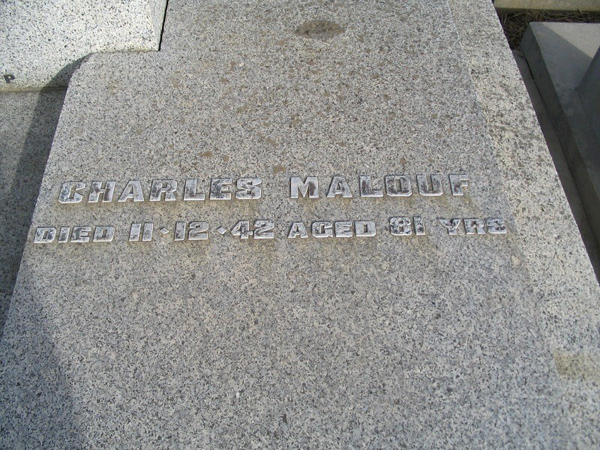 P
CHARLES MALOUF
DIED 11·12·42 AGED 81 YRS